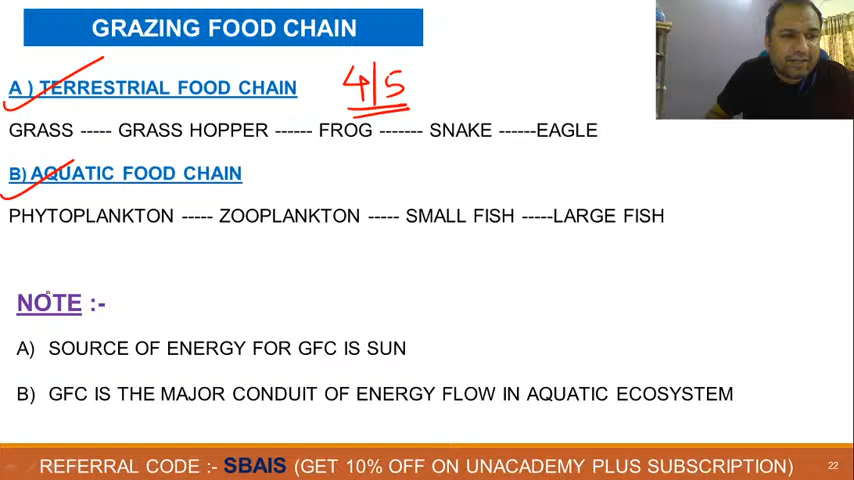 GRAZING FOOD CHAIN
A ) TERRESTRIAL FOOD CHAIN
4|5
GRASS ----- GRASS HOPPER ------ FROG ------- SNAKE ------EAGLE
B) AQUATIC FOOD CHAIN
PHYTOPLANKTON ----- ZOOPLANKTON ----- SMALL FISH -----LARGE FISH
NOTE :-
A) SOURCE OF ENERGY FOR GFC IS SUN
B) GFC IS THE MAJOR CONDUIT OF ENERGY FLOW IN AQUATIC ECOSYSTEM
REFERRAL CODE :- SBAIS (GET 10% OFF ON UNACADEMY PLUS SUBSCRIPTION)
22